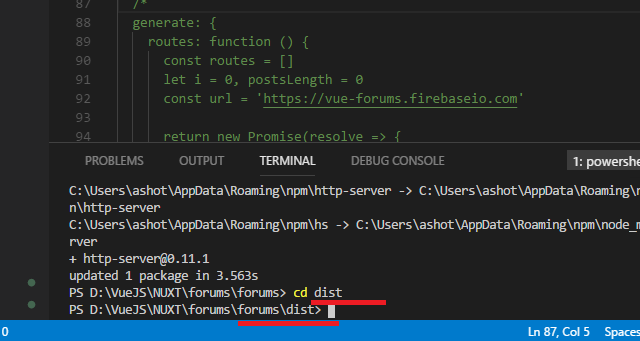 87 /*
88 generate: {
89 routes: function () {
90 const routes = []
91 let i = 0, postsLength = 0
92 const url = 'https://vue-forums.firebaseio.com'
93
94 return new Promise(resolve => {
PROBLEMS OUTPUT TERMINAL DEBUG CONSOLE 1: powershe
C:\Users\ashot\AppData\Roaming\npm\http-server -> C:\Users\ashot\AppData\Roaming\n
n\http-server
C:\Users\ashot\AppData\Roaming\npm\hs -> C:\Users\ashot\AppData\Roaming\npm\node_m
rver
+ http-server@0.11.1
updated 1 package in 3.563s
PS D:\VueJS\NUXT\forums\forums> cd dist
PS D:\VueJS\NUXT\forums\forums\dist>
0 Ln 87, Col 5 Spaces